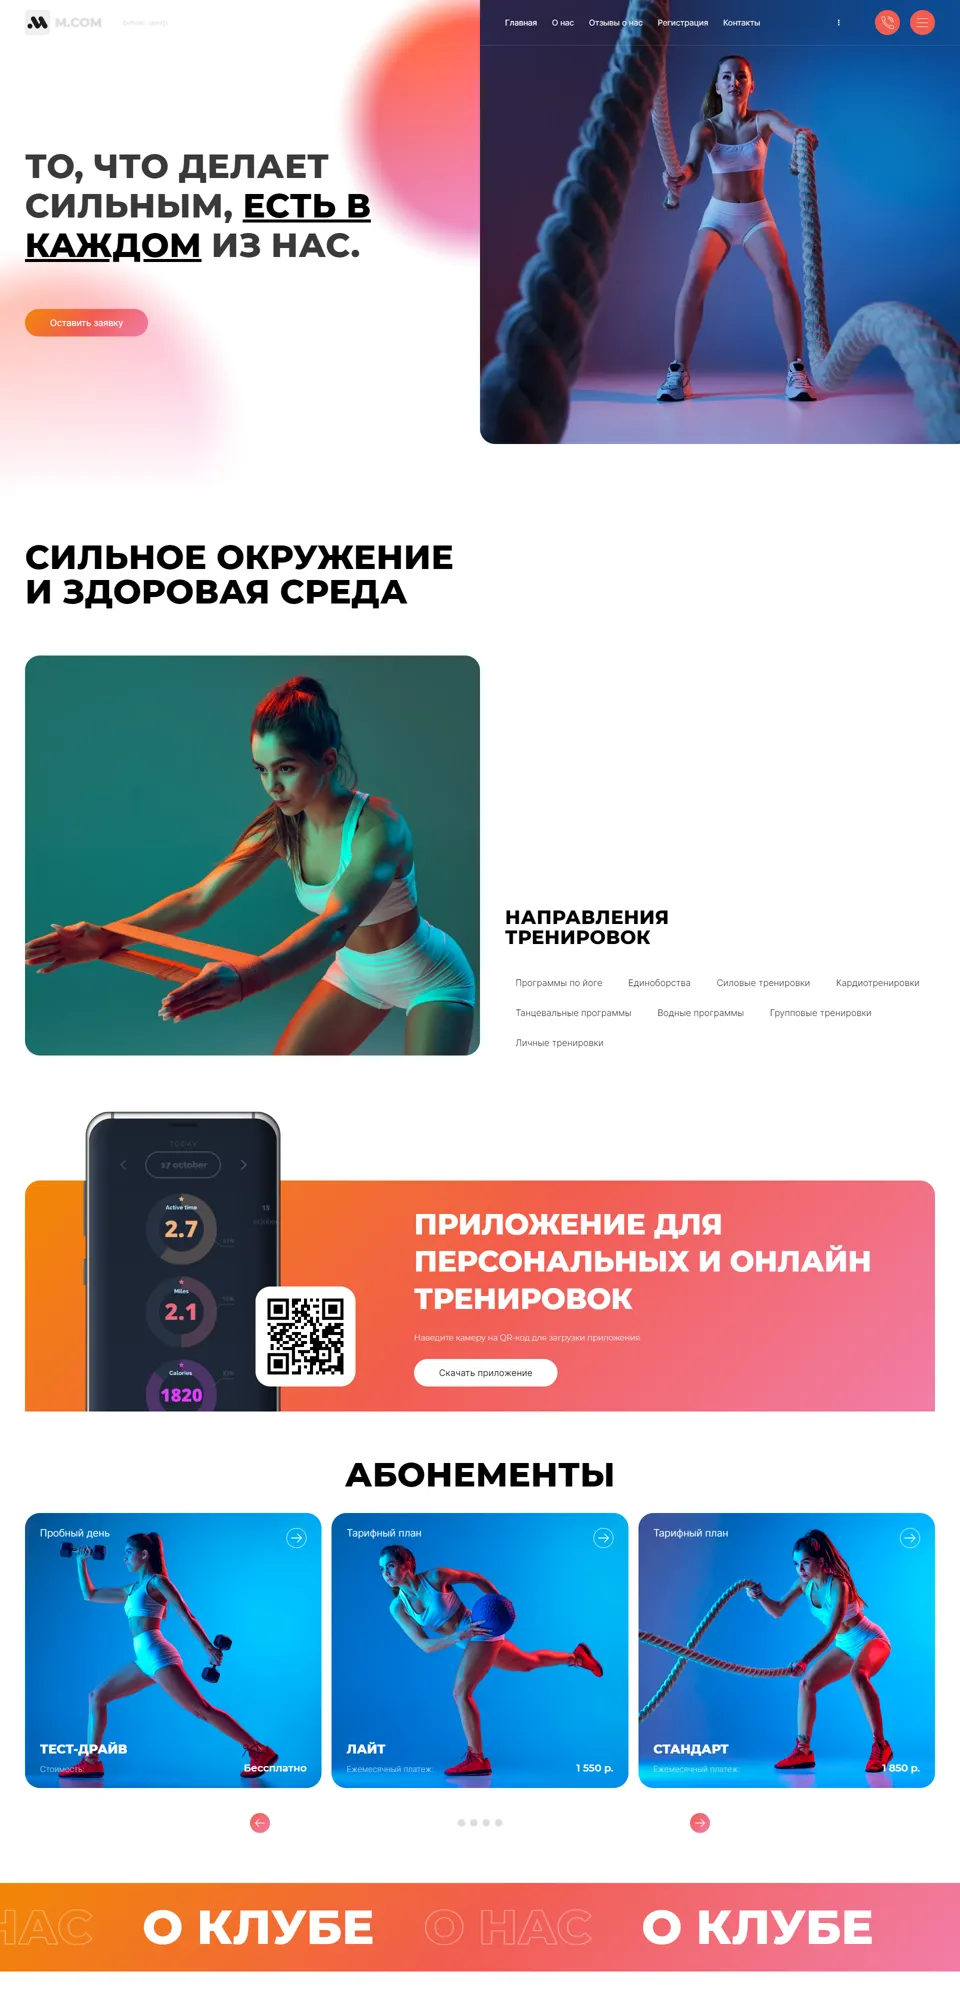 M.COM
Главная О нас Отзывы о нас Регистрация Контакты
ТО, ЧТО ДЕЛАЕТ
СИЛЬНЫМ, ЕСТЬ В
КАЖДОМ ИЗ НАС.
Оставить заявку
СИЛЬНОЕ ОКРУЖЕНИЕ
И ЗДОРОВАЯ СРЕДА
НАПРАВЛЕНИЯ
ТРЕНИРОВОК
Программы по йоге Единоборства Силовые тренировки Кардиотренировки
Танцевальные программы Водные программы Групповые тренировки
Личные тренировки
TODAY
17 october
Active time
2.7
Miles
2.1
Calories
1820
ПРИЛОЖЕНИЕ ДЛЯ
ПЕРСОНАЛЬНЫХ И ОНЛАЙН
ТРЕНИРОВОК
Наведите камеру на QR-код для загрузки приложения.
Скачать приложение
АБОНЕМЕНТЫ
Пробный день
ТЕСТ-ДРАЙВ
Стоимость: Бесплатно
Тарифный план
ЛАЙТ
Ежемесячный платеж: 1 550 р.
Тарифный план
СТАНДАРТ
Ежемесячный платеж: 1 850 р.
НАС О КЛУБЕ О НАС О КЛУБЕ